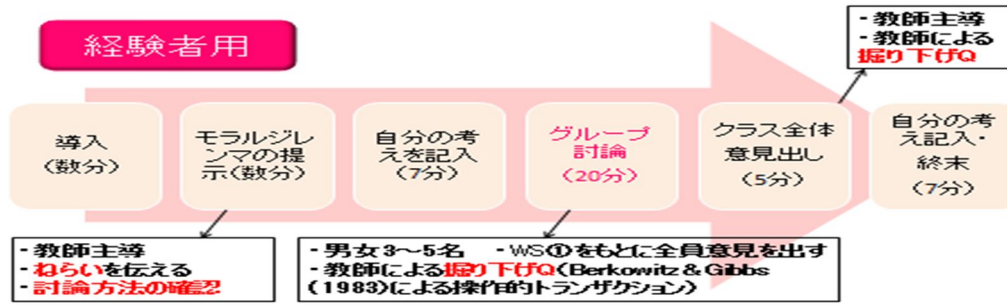 経験者用
・教師主導
・教師による
掘り下げQ
導入
(数分)
モラルジレ
ンマの提
示(数分)
自分の考
えを記入
(7分)
グループ
討論
(20分)
クラス全体
意見出し
(5分)
自分の考
え記入・
終末
(7分)
・教師主導
・ねらいを伝える
・討論方法の確認
・男女3~5名 ・WS①をもとに全員意見を出す
・教師による掘り下げQ(Berkowitz & Gibbs
(1983)による操作的トランザクション)